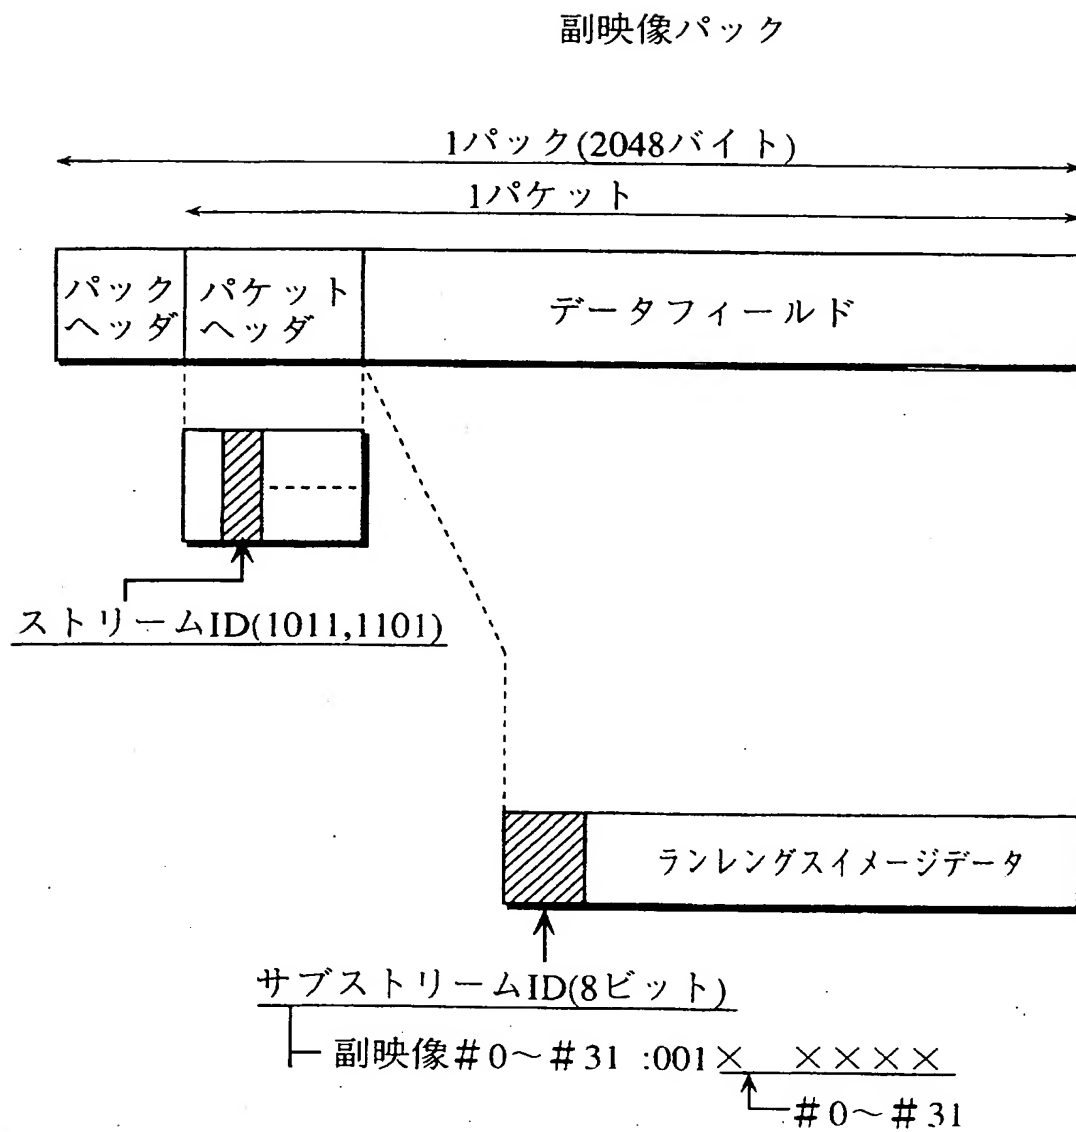 副映像パック
1パック(2048バイト)
1パケット
パック
ヘッダ
パケット
ヘッダ
データフィールド
ストリームID(1011,1101)
ランレングスイメージデータ
サブストリームID(8ビット)
副映像#0～#31 :001× ××××
#0～#31